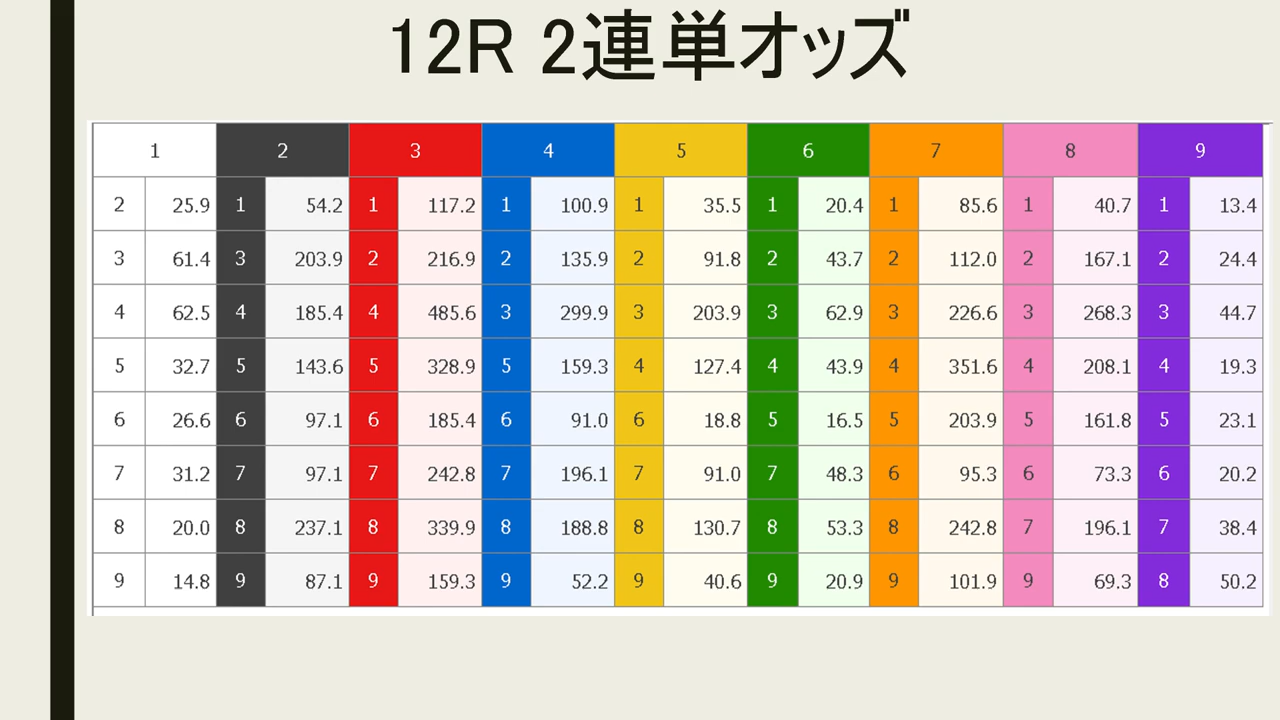 12R 2連単オッズ
1 2 3 4 5 6 7 8 9
2 25.9 1 54.2 1 117.2 1 100.9 1 35.5 1 20.4 1 85.6 1 40.7 1 13.4
3 61.4 3 203.9 2 216.9 2 135.9 2 91.8 2 43.7 2 112.0 2 167.1 2 24.4
4 62.5 4 185.4 4 485.6 3 299.9 3 203.9 3 62.9 3 226.6 3 268.3 3 44.7
5 32.7 5 143.6 5 328.9 5 159.3 4 127.4 4 43.9 4 351.6 4 208.1 4 19.3
6 26.6 6 97.1 6 185.4 6 91.0 6 18.8 5 16.5 5 203.9 5 161.8 5 23.1
7 31.2 7 97.1 7 242.8 7 196.1 7 91.0 7 48.3 6 95.3 6 73.3 6 20.2
8 20.0 8 237.1 8 339.9 8 188.8 8 130.7 8 53.3 8 242.8 7 196.1 7 38.4
9 14.8 9 87.1 9 159.3 9 52.2 9 40.6 9 20.9 9 101.9 9 69.3 8 50.2